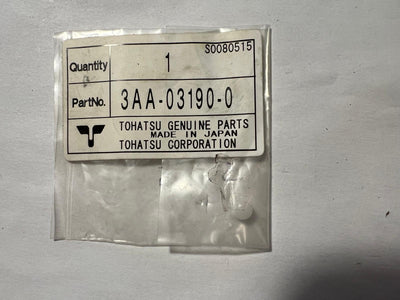 S0080515
Quantity 1
PartNo. 3AA-03190-0
TOHATSU GENUINE PARTS
MADE IN JAPAN
TOHATSU CORPORATION